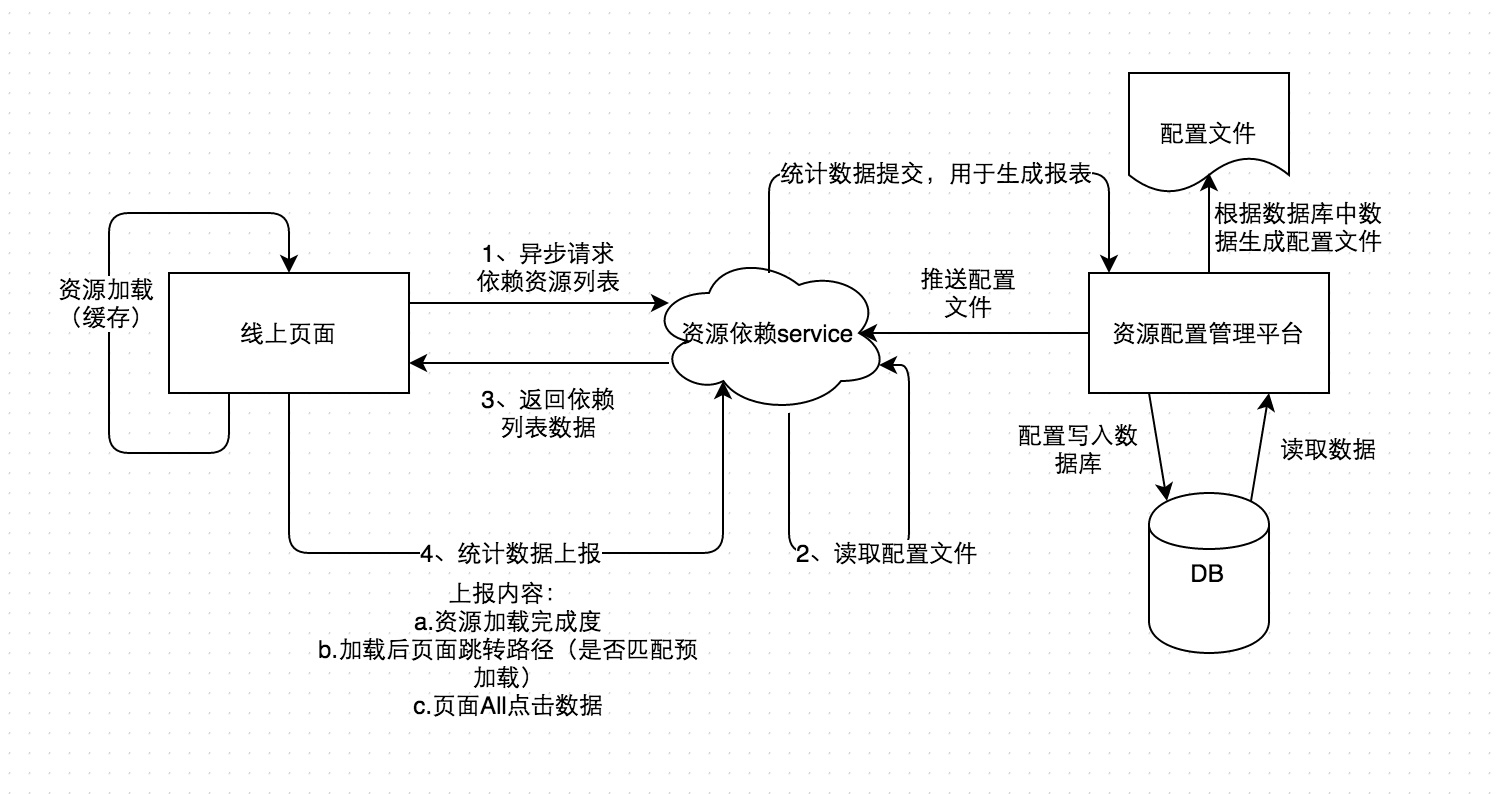 配置文件
统计数据提交，用于生成报表
根据数据库中数
据生成配置文件
1、异步请求
依赖资源列表
资源加载
（缓存）
推送配置
文件
线上页面
资源依赖service
资源配置管理平台
3、返回依赖
列表数据
配置写入数
据库
读取数据
4、统计数据上报
2、读取配置文件
DB
上报内容：
a.资源加载完成度
b.加载后页面跳转路径（是否匹配预
加载）
c.页面All点击数据